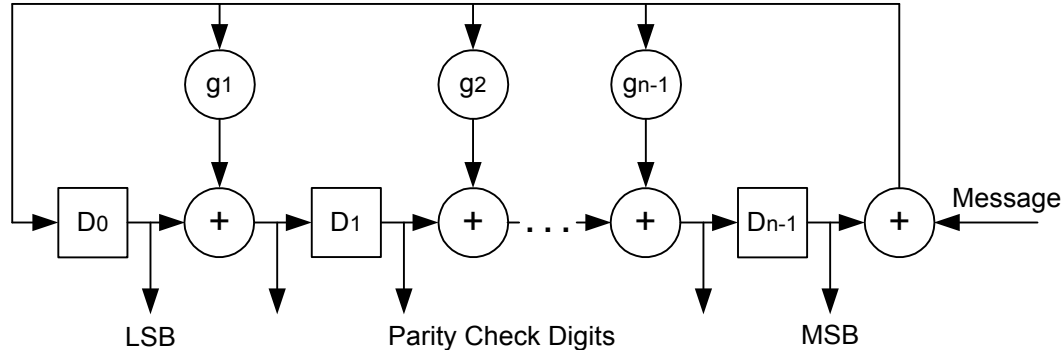 g1 g2 gn-1
D0 + D1 + . . . + Dn-1 + Message
LSB Parity Check Digits MSB